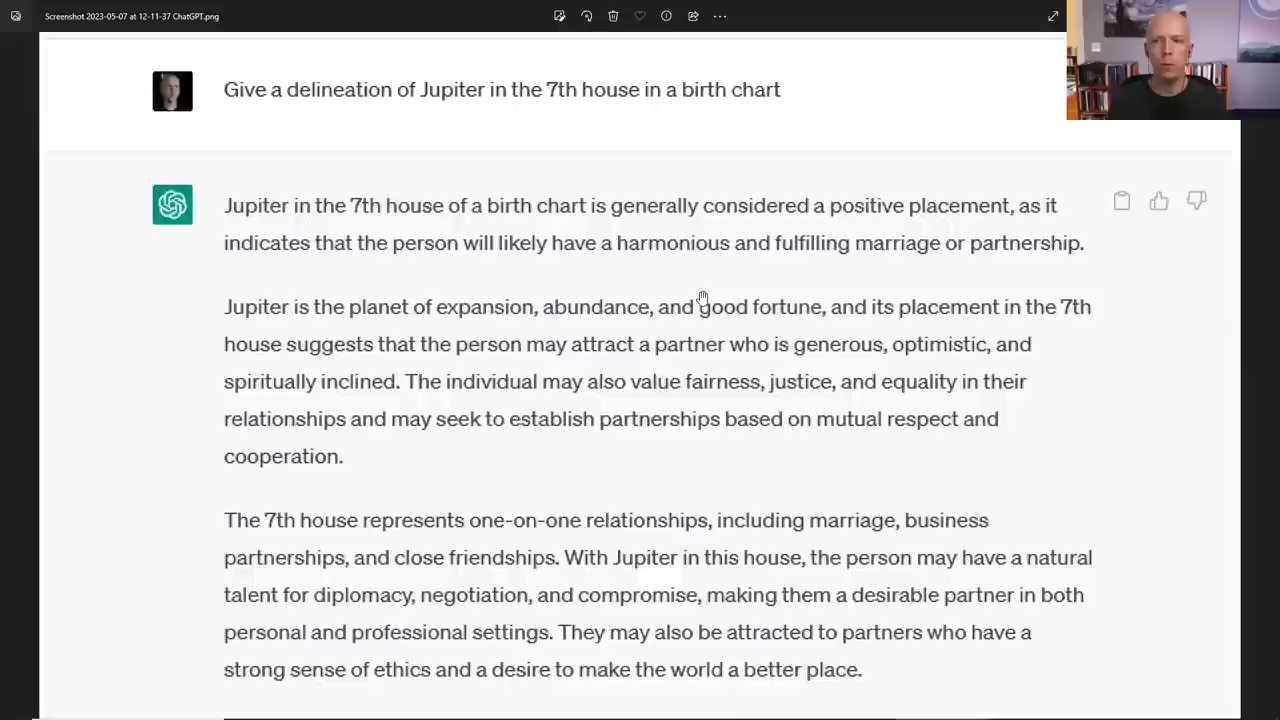 Screenshot 2023-05-07 at 12-11-37 ChatGPT.png
Give a delineation of Jupiter in the 7th house in a birth chart
Jupiter in the 7th house of a birth chart is generally considered a positive placement, as it
indicates that the person will likely have a harmonious and fulfilling marriage or partnership.
Jupiter is the planet of expansion, abundance, and good fortune, and its placement in the 7th
house suggests that the person may attract a partner who is generous, optimistic, and
spiritually inclined. The individual may also value fairness, justice, and equality in their
relationships and may seek to establish partnerships based on mutual respect and
cooperation.
The 7th house represents one-on-one relationships, including marriage, business
partnerships, and close friendships. With Jupiter in this house, the person may have a natural
talent for diplomacy, negotiation, and compromise, making them a desirable partner in both
personal and professional settings. They may also be attracted to partners who have a
strong sense of ethics and a desire to make the world a better place.